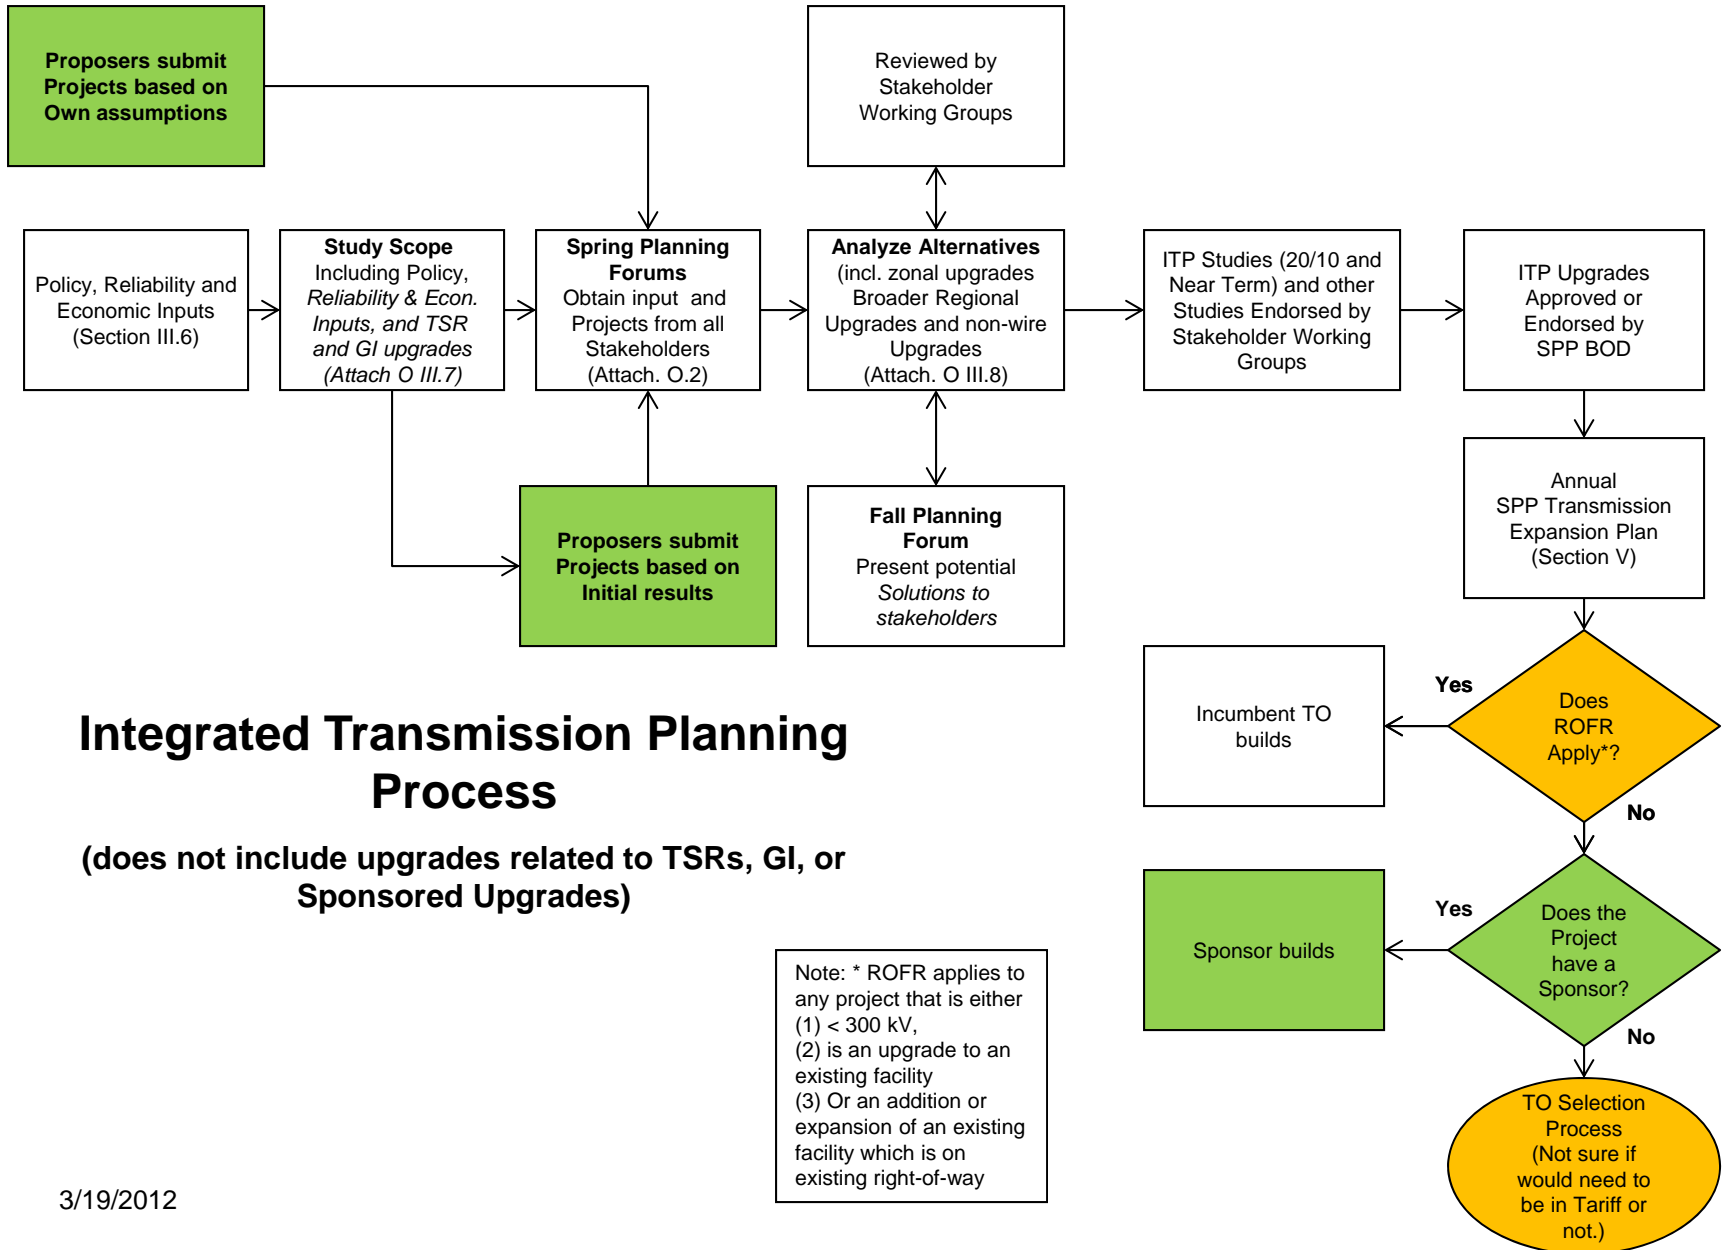 Proposers submit
Projects based on
Own assumptions
Reviewed by
Stakeholder
Working Groups
Policy, Reliability and
Economic Inputs
(Section III.6)
Study Scope
Including Policy,
Reliability & Econ.
Inputs, and TSR
and GI upgrades
(Attach O III.7)
Spring Planning
Forums
Obtain input and
Projects from all
Stakeholders
(Attach. O.2)
Analyze Alternatives
(incl. zonal upgrades
Broader Regional
Upgrades and non-wire
Upgrades
(Attach. O III.8)
ITP Studies (20/10 and
Near Term) and other
Studies Endorsed by
Stakeholder Working
Groups
ITP Upgrades
Approved or
Endorsed by
SPP BOD
Proposers submit
Projects based on
Initial results
Fall Planning
Forum
Present potential
Solutions to
stakeholders
Annual
SPP Transmission
Expansion Plan
(Section V)
Integrated Transmission Planning
Process
(does not include upgrades related to TSRs, GI, or
Sponsored Upgrades)
Incumbent TO
builds
Yes
Does
ROFR
Apply*?
No
Sponsor builds
Yes
Does the
Project
have a
Sponsor?
No
Note: * ROFR applies to
any project that is either
(1) < 300 kV,
(2) is an upgrade to an
existing facility
(3) Or an addition or
expansion of an existing
facility which is on
existing right-of-way
TO Selection
Process
(Not sure if
would need to
be in Tariff or
not.)
3/19/2012